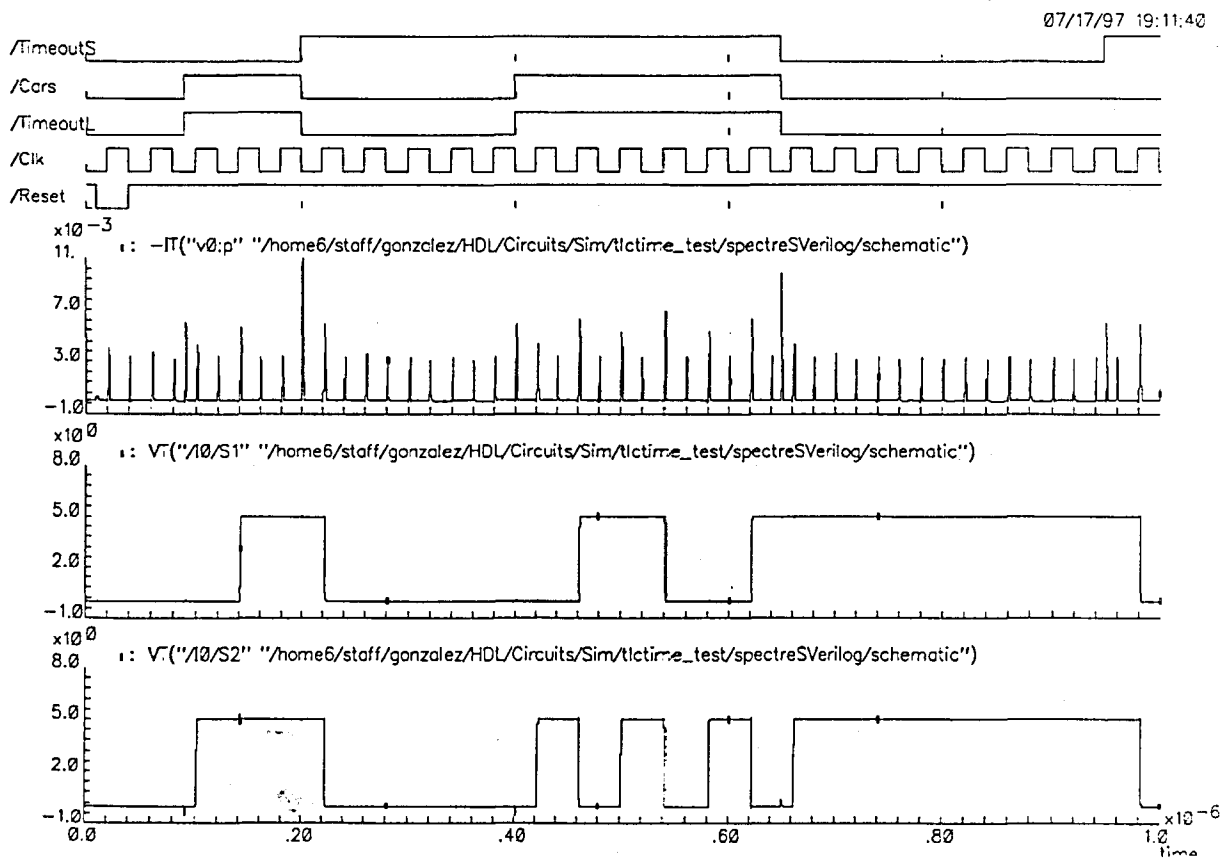 07/17/97 19:11:40
/TimeoutS
/Cars
/TimeoutL
/Clk
/Reset
×10 -3
11.
: -IT("v0:p" "/home6/staff/gonzalez/HDL/Circuits/Sim/tlctime_test/spectreSVerilog/schematic")
7.0
3.0
-1.0
×10 0
8.0
: VT("/I0/S1" "/home6/staff/gonzalez/HDL/Circuits/Sim/tlctime_test/spectreSVerilog/schematic")
5.0
2.0
-1.0
×10 0
8.0
: VT("/I0/S2" "/home6/staff/gonzalez/HDL/Circuits/Sim/tlctime_test/spectreSVerilog/schematic")
5.0
2.0
-1.0
0.0 .20 .40 .60 .80 1.0 ×10 -6
time